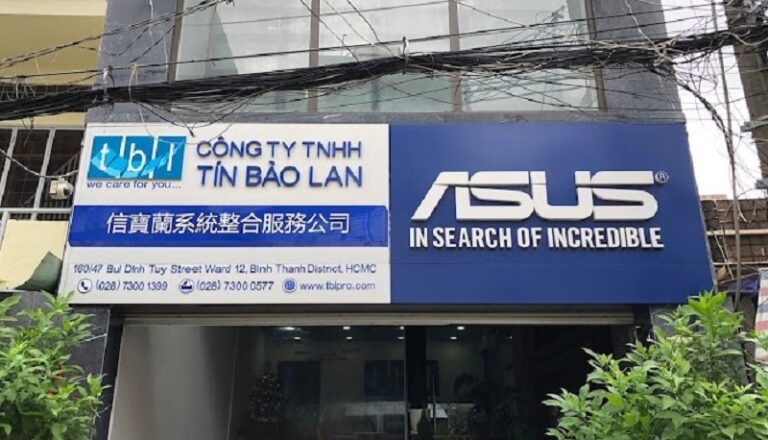 tbl
we care for you...
CÔNG TY TNHH
TÍN BẢO LAN
信寶蘭系統整合服務公司
160/47 Bui Dinh Tuy Street Ward 12, Binh Thanh District, HCMC
(028) 7300 1399 (028) 7300 0577 www.tblpro.com
ASUS®
IN SEARCH OF INCREDIBLE